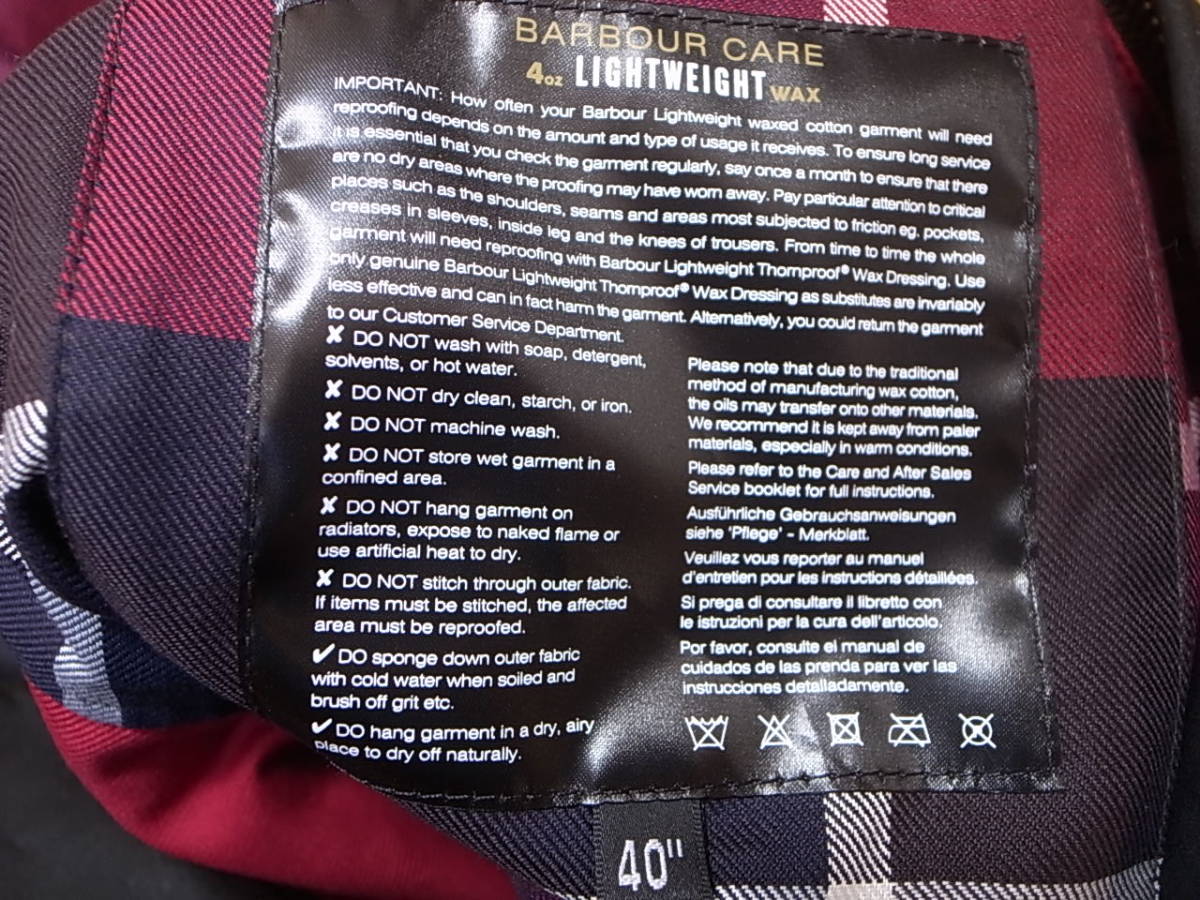 BARBOUR CARE
4oz LIGHTWEIGHT WAX
IMPORTANT: How often your Barbour Lightweight waxed cotton garment will need
reproofing depends on the amount and type of usage it receives. To ensure long service
it is essential that you check the garment regularly, say once a month to ensure that there
are no dry areas where the proofing may have worn away. Pay particular attention to critical
places such as the shoulders, seams and areas most subjected to friction eg. pockets,
creases in sleeves, inside leg and the knees of trousers. From time to time the whole
garment will need reproofing with Barbour Lightweight Thornproof® Wax Dressing. Use
only genuine Barbour Lightweight Thornproof® Wax Dressing as substitutes are invariably
less effective and can in fact harm the garment. Alternatively, you could return the garment
to our Customer Service Department.
✘ DO NOT wash with soap, detergent,
solvents, or hot water.
✘ DO NOT dry clean, starch, or iron.
✘ DO NOT machine wash.
✘ DO NOT store wet garment in a
confined area.
✘ DO NOT hang garment on
radiators, expose to naked flame or
use artificial heat to dry.
✘ DO NOT stitch through outer fabric.
If items must be stitched, the affected
area must be reproofed.
✔ DO sponge down outer fabric
with cold water when soiled and
brush off grit etc.
✔ DO hang garment in a dry, airy
place to dry off naturally.
Please note that due to the traditional
method of manufacturing wax cotton,
the oils may transfer onto other materials.
We recommend it is kept away from paler
materials, especially in warm conditions.
Please refer to the Care and After Sales
Service booklet for full instructions.
Ausführliche Gebrauchsanweisungen
siehe 'Pflege' - Merkblatt.
Veuillez vous reporter au manuel
d'entretien pour les instructions détaillées.
Si prega di consultare il libretto con
le istruzioni per la cura dell'articolo.
Por favor, consulte el manual de
cuidados de las prenda para ver las
instrucciones detalladamente.
40"